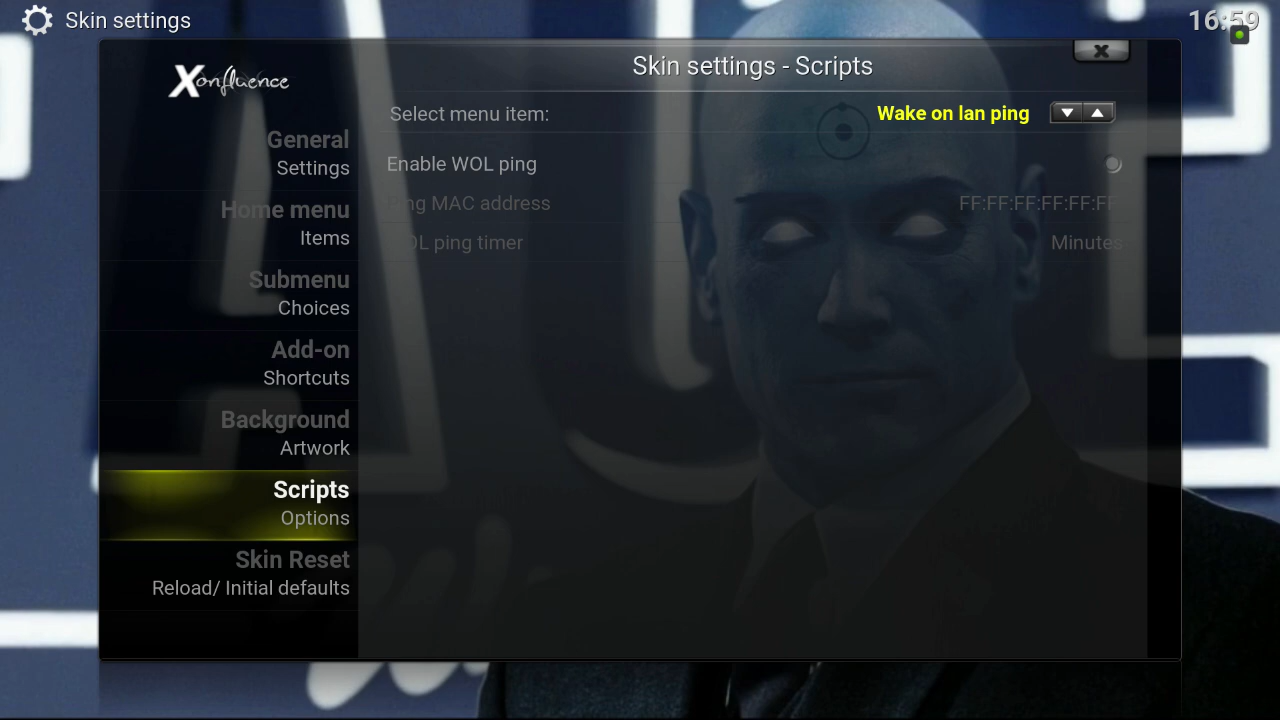 Skin settings
16:59
Xonfluence
Skin settings - Scripts
Select menu item:
Wake on lan ping
General
Settings
Enable WOL ping
Ping MAC address
FF:FF:FF:FF:FF:FF
Home menu
Items
WOL ping timer
Minutes
Submenu
Choices
Add-on
Shortcuts
Background
Artwork
Scripts
Options
Skin Reset
Reload/ Initial defaults